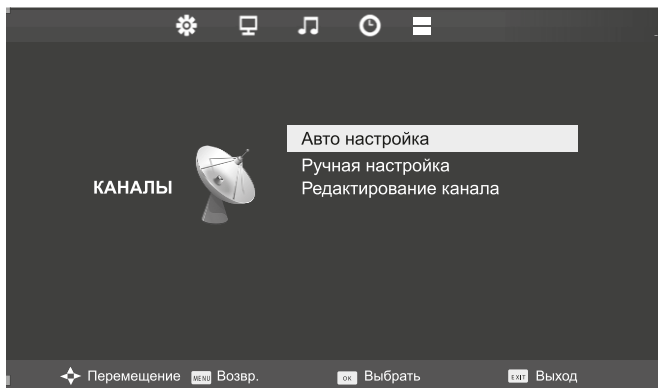 Авто настройка
Ручная настройка
КАНАЛЫ
Редактирование канала
Перемещение MENU Возвр. OK Выбрать EXIT Выход